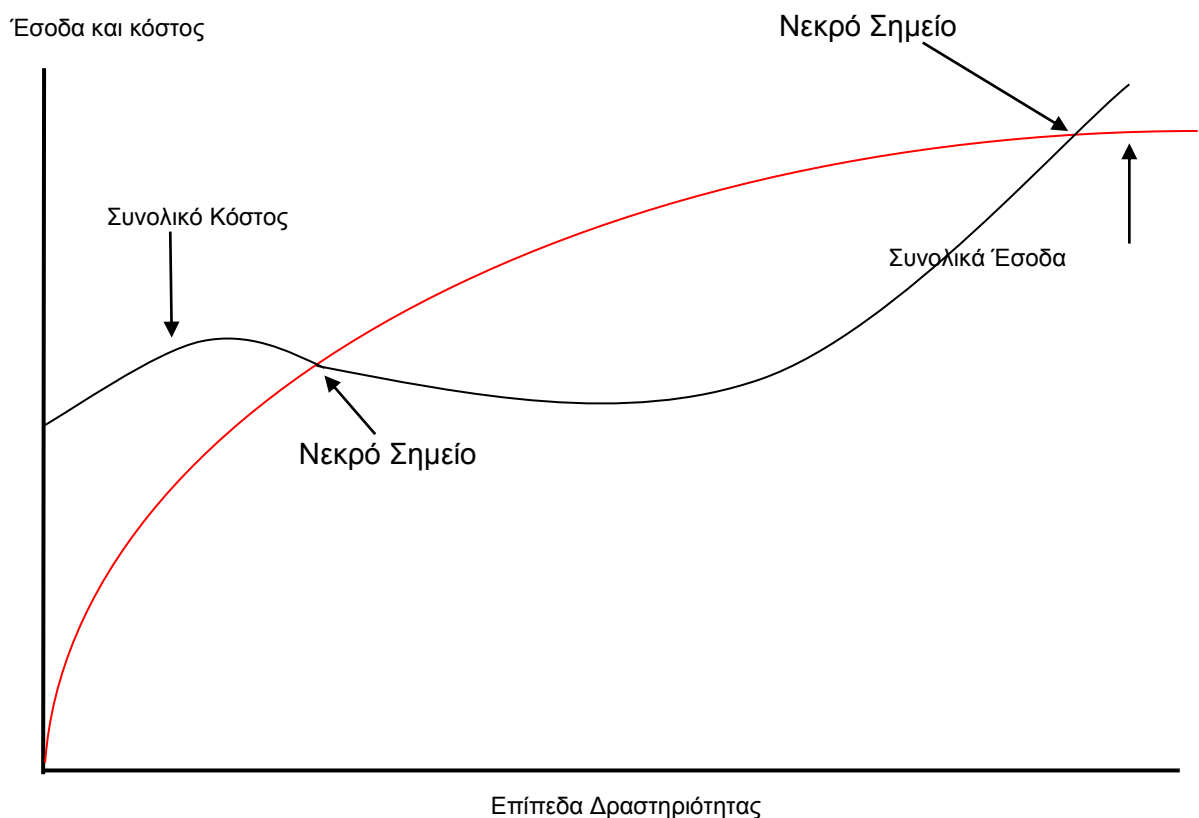 Έσοδα και κόστος
Νεκρό Σημείο
Συνολικό Κόστος
Συνολικά Έσοδα
Νεκρό Σημείο
Επίπεδα Δραστηριότητας